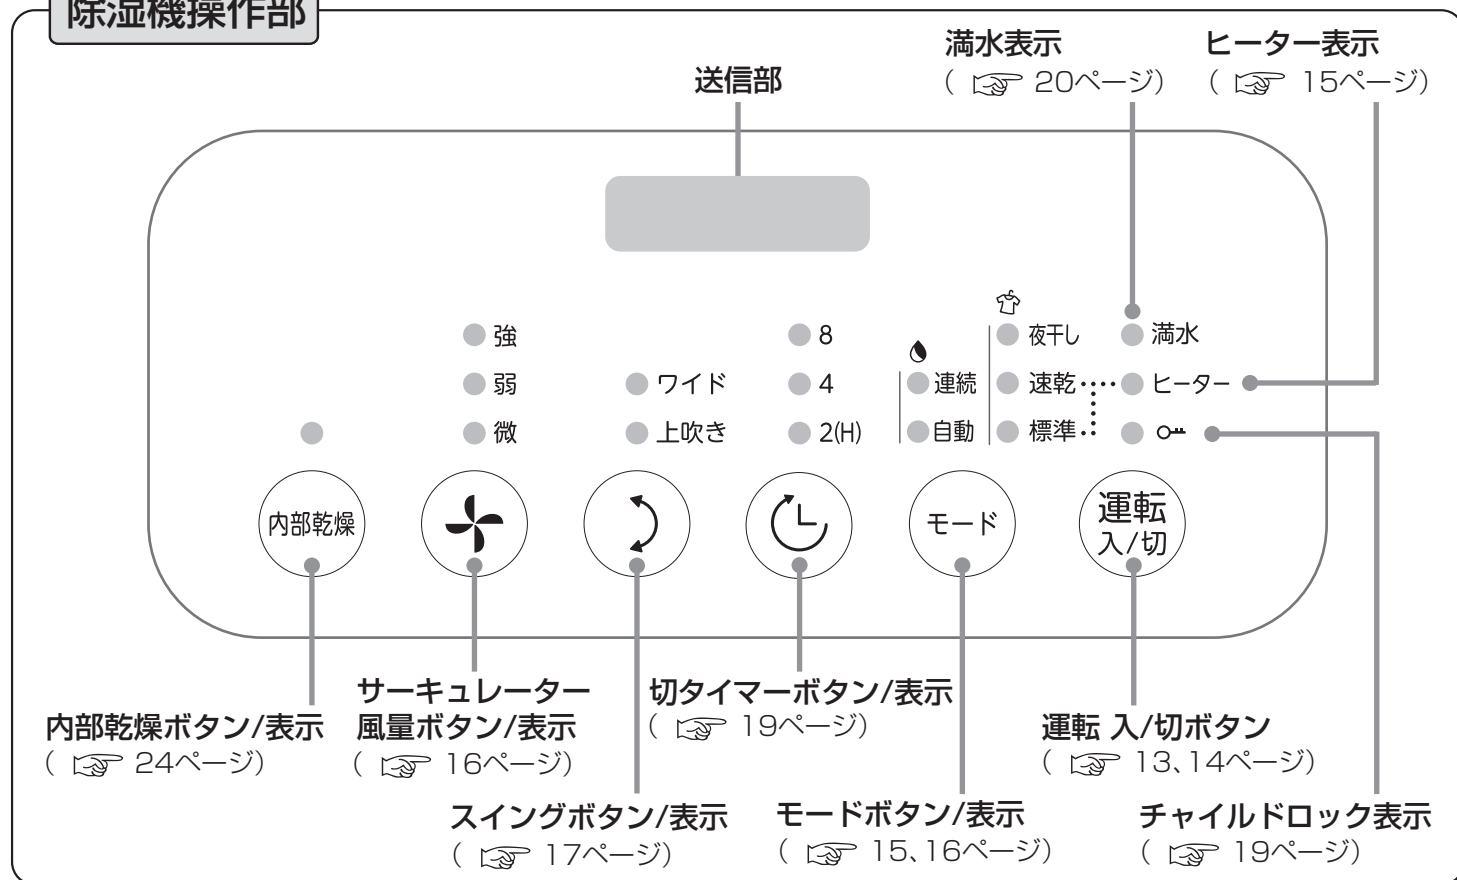 除湿機操作部
満水表示
(☞ 20ページ)
ヒーター表示
(☞ 15ページ)
送信部
強
弱
微
ワイド
上吹き
8
4
2(H)
連続
自動
夜干し
速乾
標準
満水
ヒーター
内部乾燥
モード
運転
入/切
内部乾燥ボタン/表示
(☞ 24ページ)
サーキュレーター
風量ボタン/表示
(☞ 16ページ)
スイングボタン/表示
(☞ 17ページ)
切タイマーボタン/表示
(☞ 19ページ)
モードボタン/表示
(☞ 15、16ページ)
運転 入/切ボタン
(☞ 13、14ページ)
チャイルドロック表示
(☞ 19ページ)